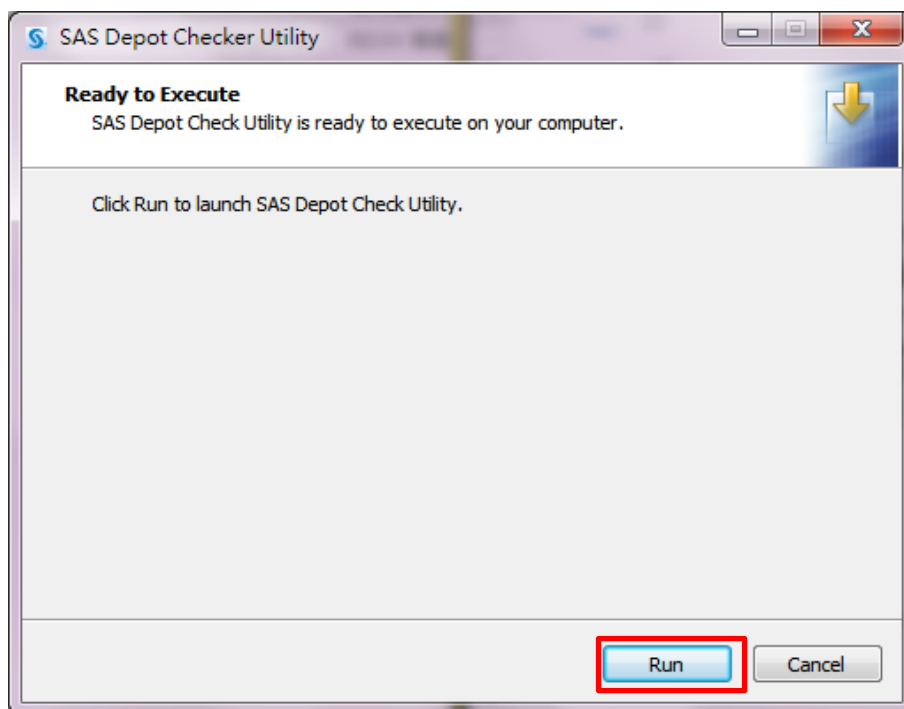 SAS Depot Checker Utility
Ready to Execute
SAS Depot Check Utility is ready to execute on your computer.
Click Run to launch SAS Depot Check Utility.
Run
Cancel